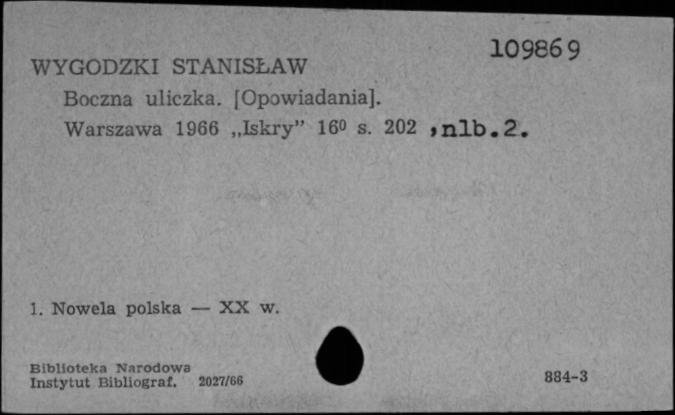 109869
WYGODZKI STANISŁAW
Boczna uliczka. [Opowiadania].
Warszawa 1966 „Iskry” 16⁰ s. 202 ,nlb.2.
1. Nowela polska — XX w.
Biblioteka Narodowa
Instytut Bibliograf. 2027/66
884-3